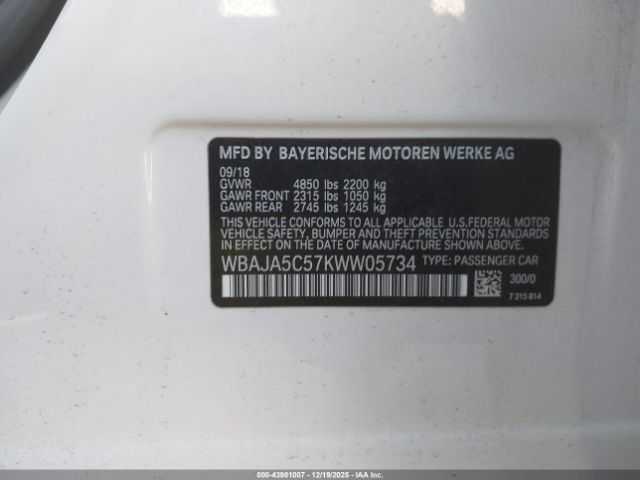 MFD BY BAYERISCHE MOTOREN WERKE AG
09/18
GVWR 4850 lbs 2200 kg
GAWR FRONT 2315 lbs 1050 kg
GAWR REAR 2745 lbs 1245 kg
THIS VEHICLE CONFORMS TO ALL APPLICABLE U.S.FEDERAL MOTOR
VEHICLE SAFETY, BUMPER AND THEFT PREVENTION STANDARDS
IN EFFECT ON THE DATE OF MANUFACTURE SHOWN ABOVE.
WBAJA5C57KWW05734 TYPE: PASSENGER CAR
300/0
7 315 814
000-43981007 - 12/19/2025 - IAAI.COM